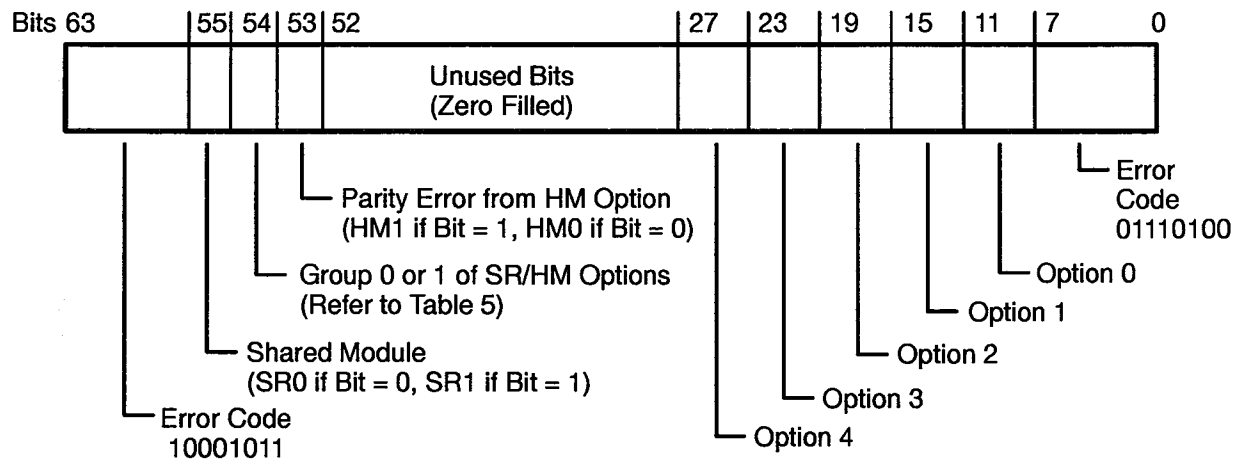 Bits 63 55 54 53 52 27 23 19 15 11 7 0
Unused Bits
(Zero Filled)
Parity Error from HM Option
(HM1 if Bit = 1, HM0 if Bit = 0)
Group 0 or 1 of SR/HM Options
(Refer to Table 5)
Shared Module
(SR0 if Bit = 0, SR1 if Bit = 1)
Error Code
10001011
Error
Code
01110100
Option 0
Option 1
Option 2
Option 3
Option 4